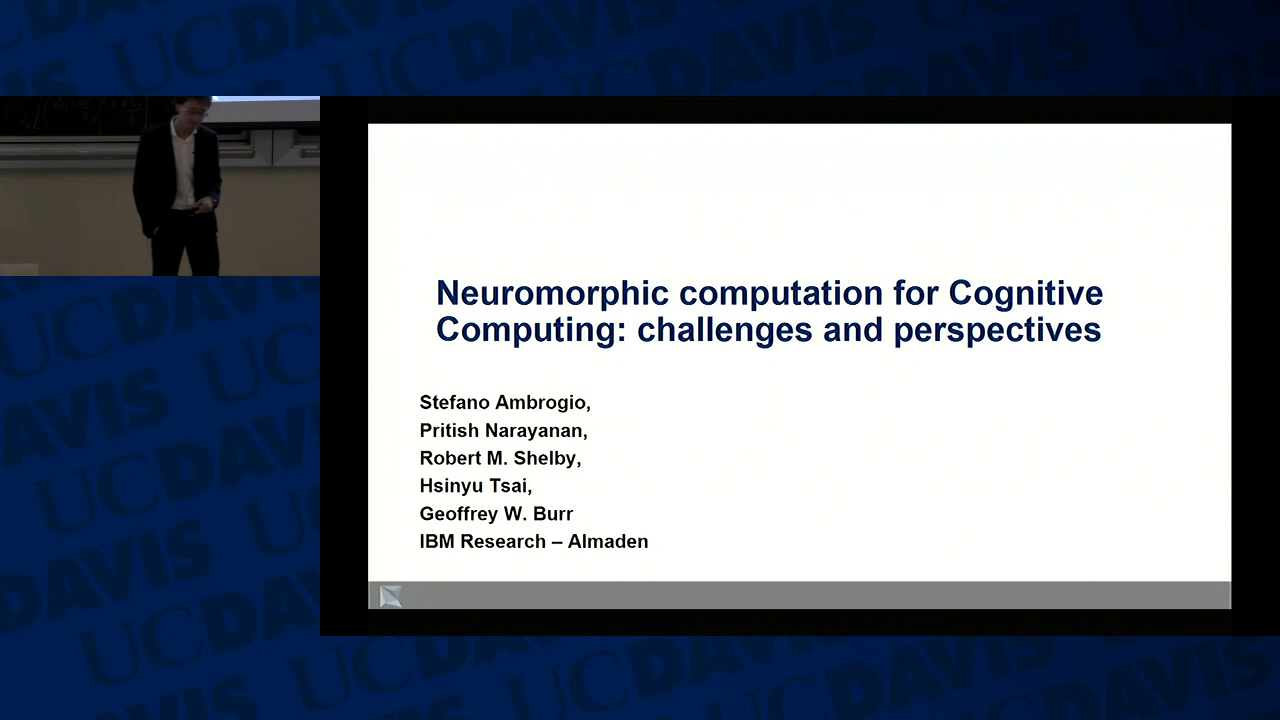 Neuromorphic computation for Cognitive
Computing: challenges and perspectives
Stefano Ambrogio,
Pritish Narayanan,
Robert M. Shelby,
Hsinyu Tsai,
Geoffrey W. Burr
IBM Research – Almaden
UCDAVIS